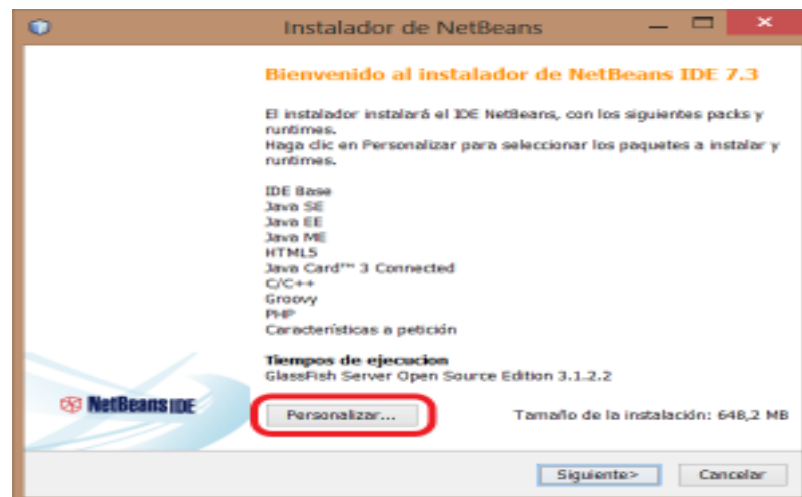 Instalador de NetBeans
Bienvenido al instalador de NetBeans IDE 7.3
El instalador instalará el IDE NetBeans, con los siguientes packs y
runtimes.
Haga clic en Personalizar para seleccionar los paquetes a instalar y
runtimes.
IDE Base
Java SE
Java EE
Java ME
HTML5
Java Card™ 3 Connected
C/C++
Groovy
PHP
Características a petición
Tiempos de ejecucion
GlassFish Server Open Source Edition 3.1.2.2
NetBeans IDE
Personalizar...
Tamaño de la instalación: 648,2 MB
Siguiente>
Cancelar